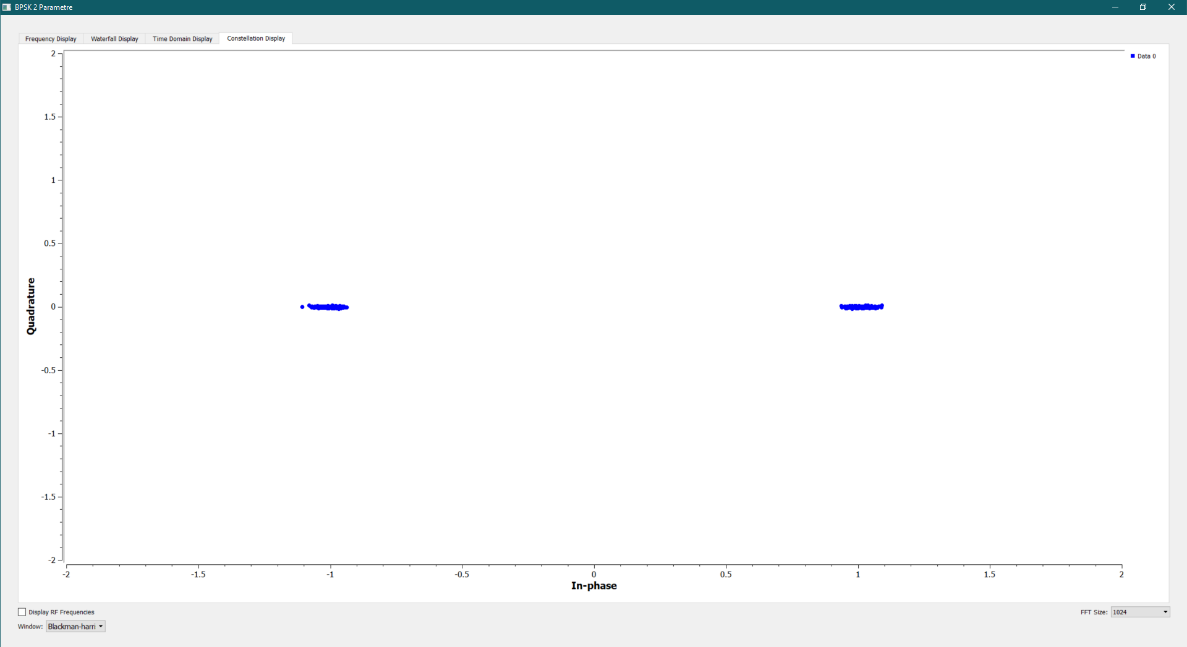 BPSK 2 Parametre
Frequency Display Waterfall Display Time Domain Display Constellation Display
Data 0
2
1.5
1
0.5
0
-0.5
-1
-1.5
-2
Quadrature
-2 -1.5 -1 -0.5 0 0.5 1 1.5 2
In-phase
Display RF Frequencies
FFT Size: 1024
Window: Blackman-harri